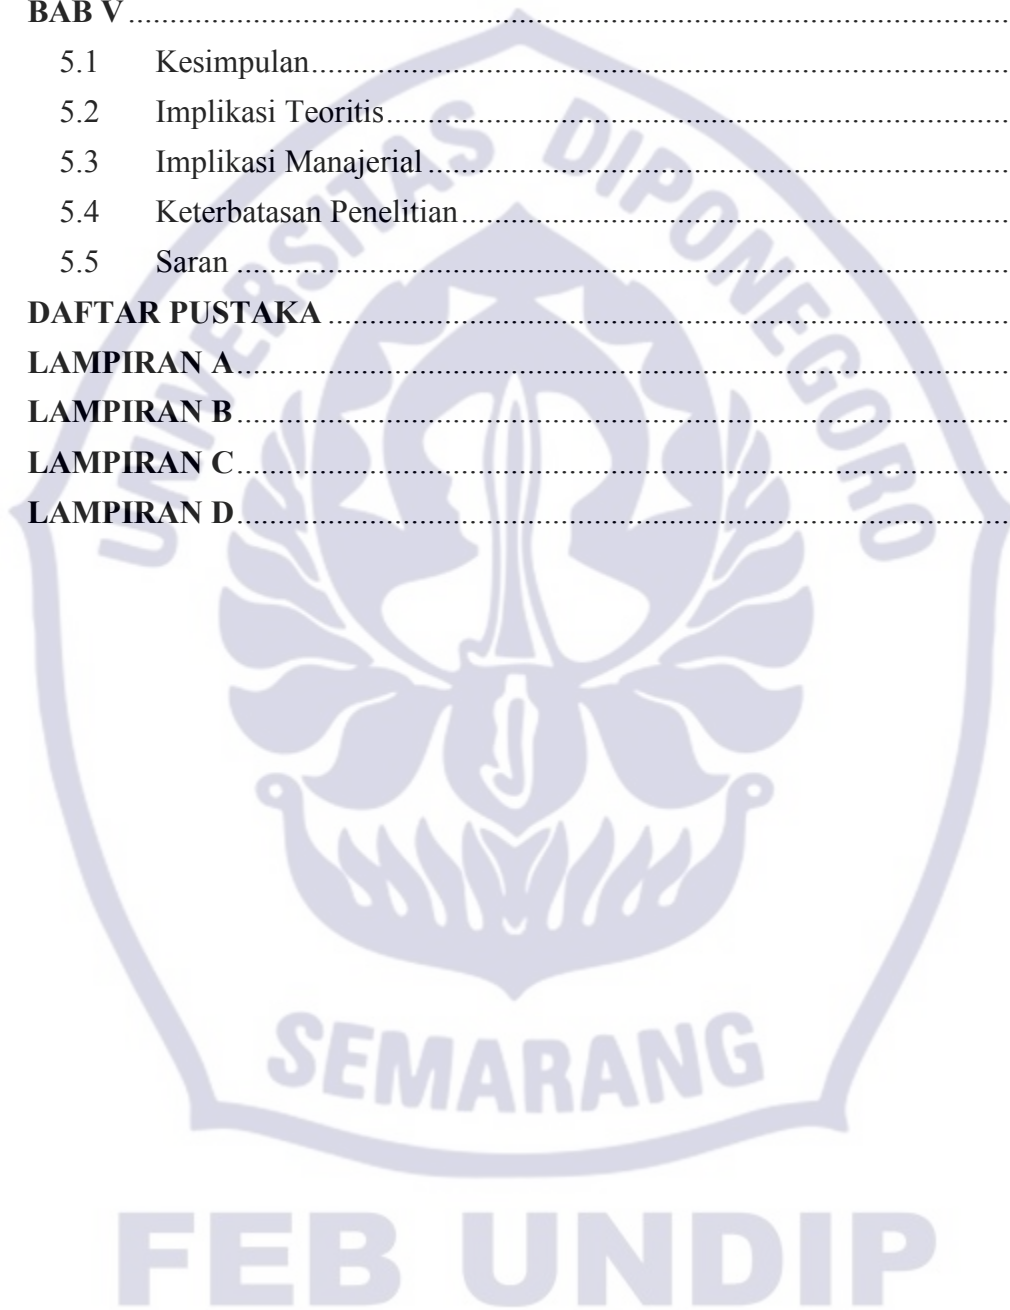 BAB V
5.1 Kesimpulan
5.2 Implikasi Teoritis
5.3 Implikasi Manajerial
5.4 Keterbatasan Penelitian
5.5 Saran
DAFTAR PUSTAKA
LAMPIRAN A
LAMPIRAN B
LAMPIRAN C
LAMPIRAN D
UNIVERSITAS DIPONEGORO
SEMARANG
FEB UNDIP